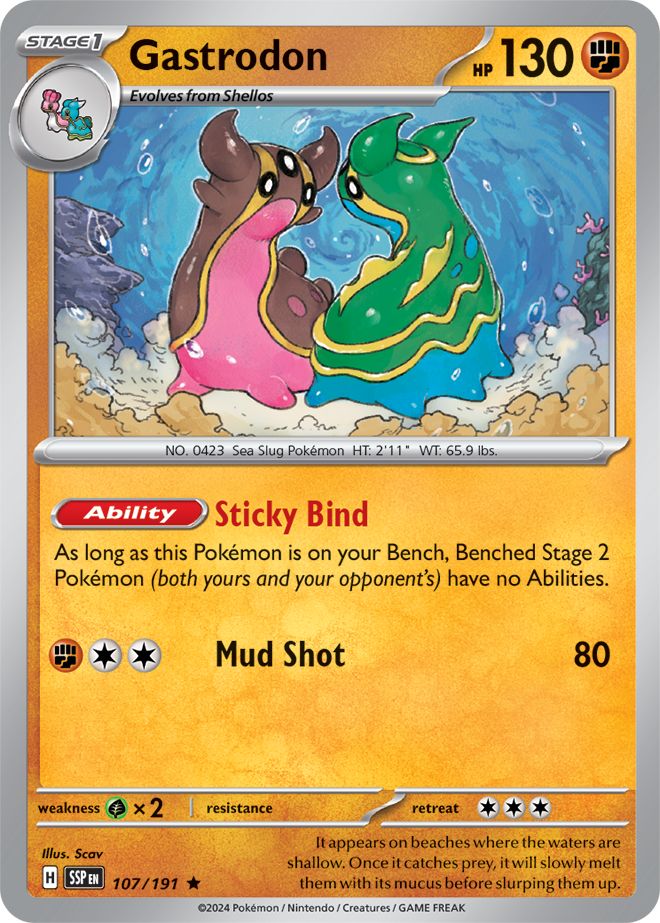 STAGE1
Gastrodon
HP 130
Evolves from Shellos
NO. 0423 Sea Slug Pokémon HT: 2'11" WT: 65.9 lbs.
Ability Sticky Bind
As long as this Pokémon is on your Bench, Benched Stage 2
Pokémon (both yours and your opponent's) have no Abilities.
Mud Shot 80
weakness ×2 resistance retreat
Illus. Scav
It appears on beaches where the waters are
shallow. Once it catches prey, it will slowly melt
them with its mucus before slurping them up.
H SSP EN 107/191 ★
©2024 Pokémon / Nintendo / Creatures / GAME FREAK